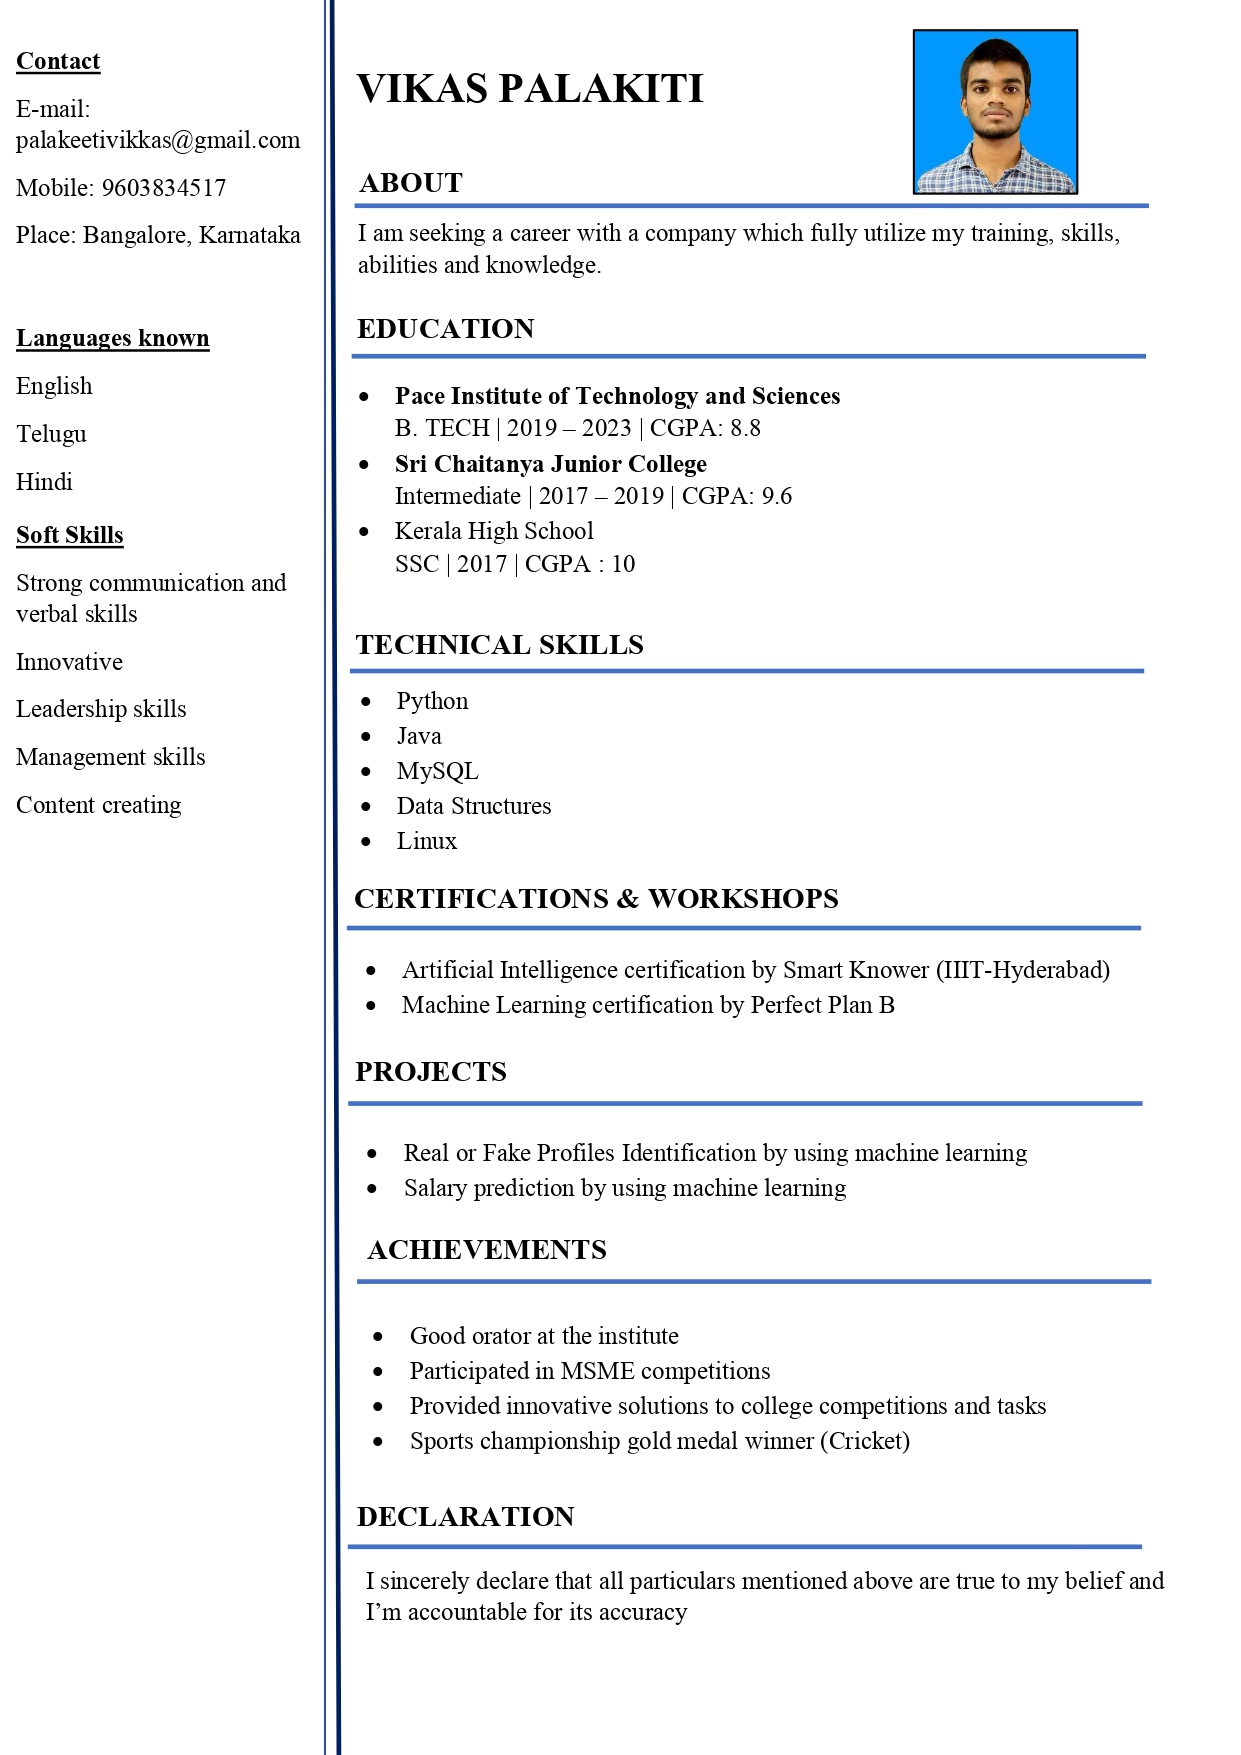 Contact
E-mail:
palakeetivikkas@gmail.com
Mobile: 9603834517
Place: Bangalore, Karnataka
Languages known
English
Telugu
Hindi
Soft Skills
Strong communication and
verbal skills
Innovative
Leadership skills
Management skills
Content creating
VIKAS PALAKITI
ABOUT
I am seeking a career with a company which fully utilize my training, skills,
abilities and knowledge.
EDUCATION
• Pace Institute of Technology and Sciences
B. TECH | 2019 – 2023 | CGPA: 8.8
• Sri Chaitanya Junior College
Intermediate | 2017 – 2019 | CGPA: 9.6
• Kerala High School
SSC | 2017 | CGPA : 10
TECHNICAL SKILLS
• Python
• Java
• MySQL
• Data Structures
• Linux
CERTIFICATIONS & WORKSHOPS
• Artificial Intelligence certification by Smart Knower (IIIT-Hyderabad)
• Machine Learning certification by Perfect Plan B
PROJECTS
• Real or Fake Profiles Identification by using machine learning
• Salary prediction by using machine learning
ACHIEVEMENTS
• Good orator at the institute
• Participated in MSME competitions
• Provided innovative solutions to college competitions and tasks
• Sports championship gold medal winner (Cricket)
DECLARATION
I sincerely declare that all particulars mentioned above are true to my belief and
I’m accountable for its accuracy